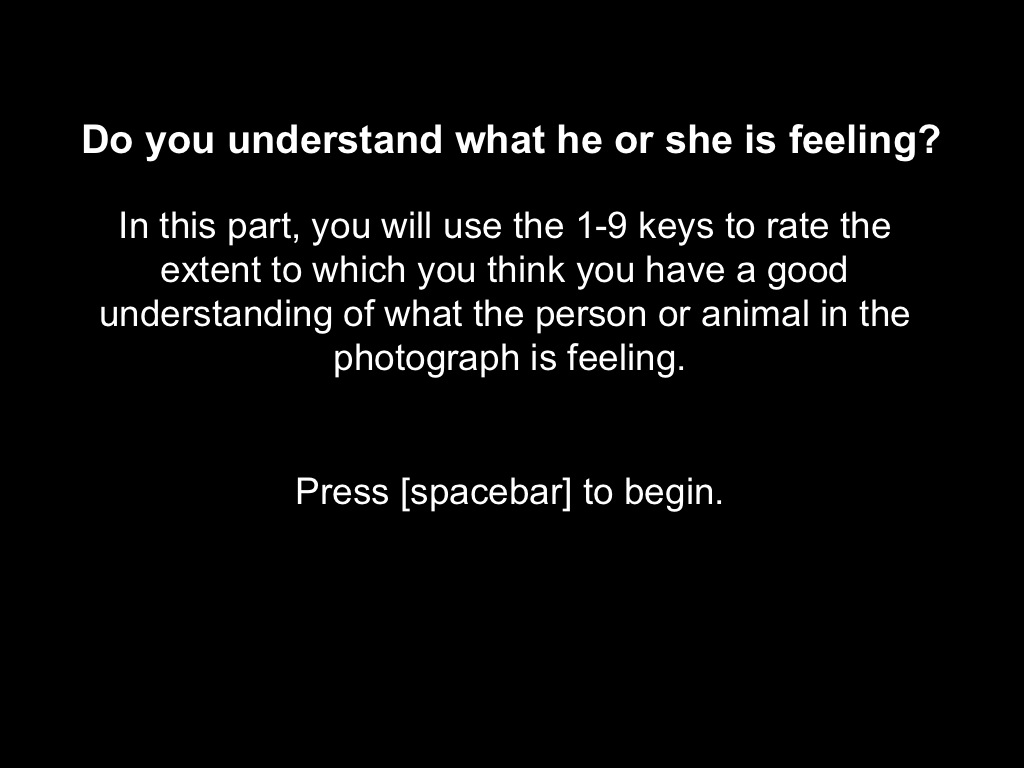 Do you understand what he or she is feeling?
In this part, you will use the 1-9 keys to rate the
extent to which you think you have a good
understanding of what the person or animal in the
photograph is feeling.
Press [spacebar] to begin.